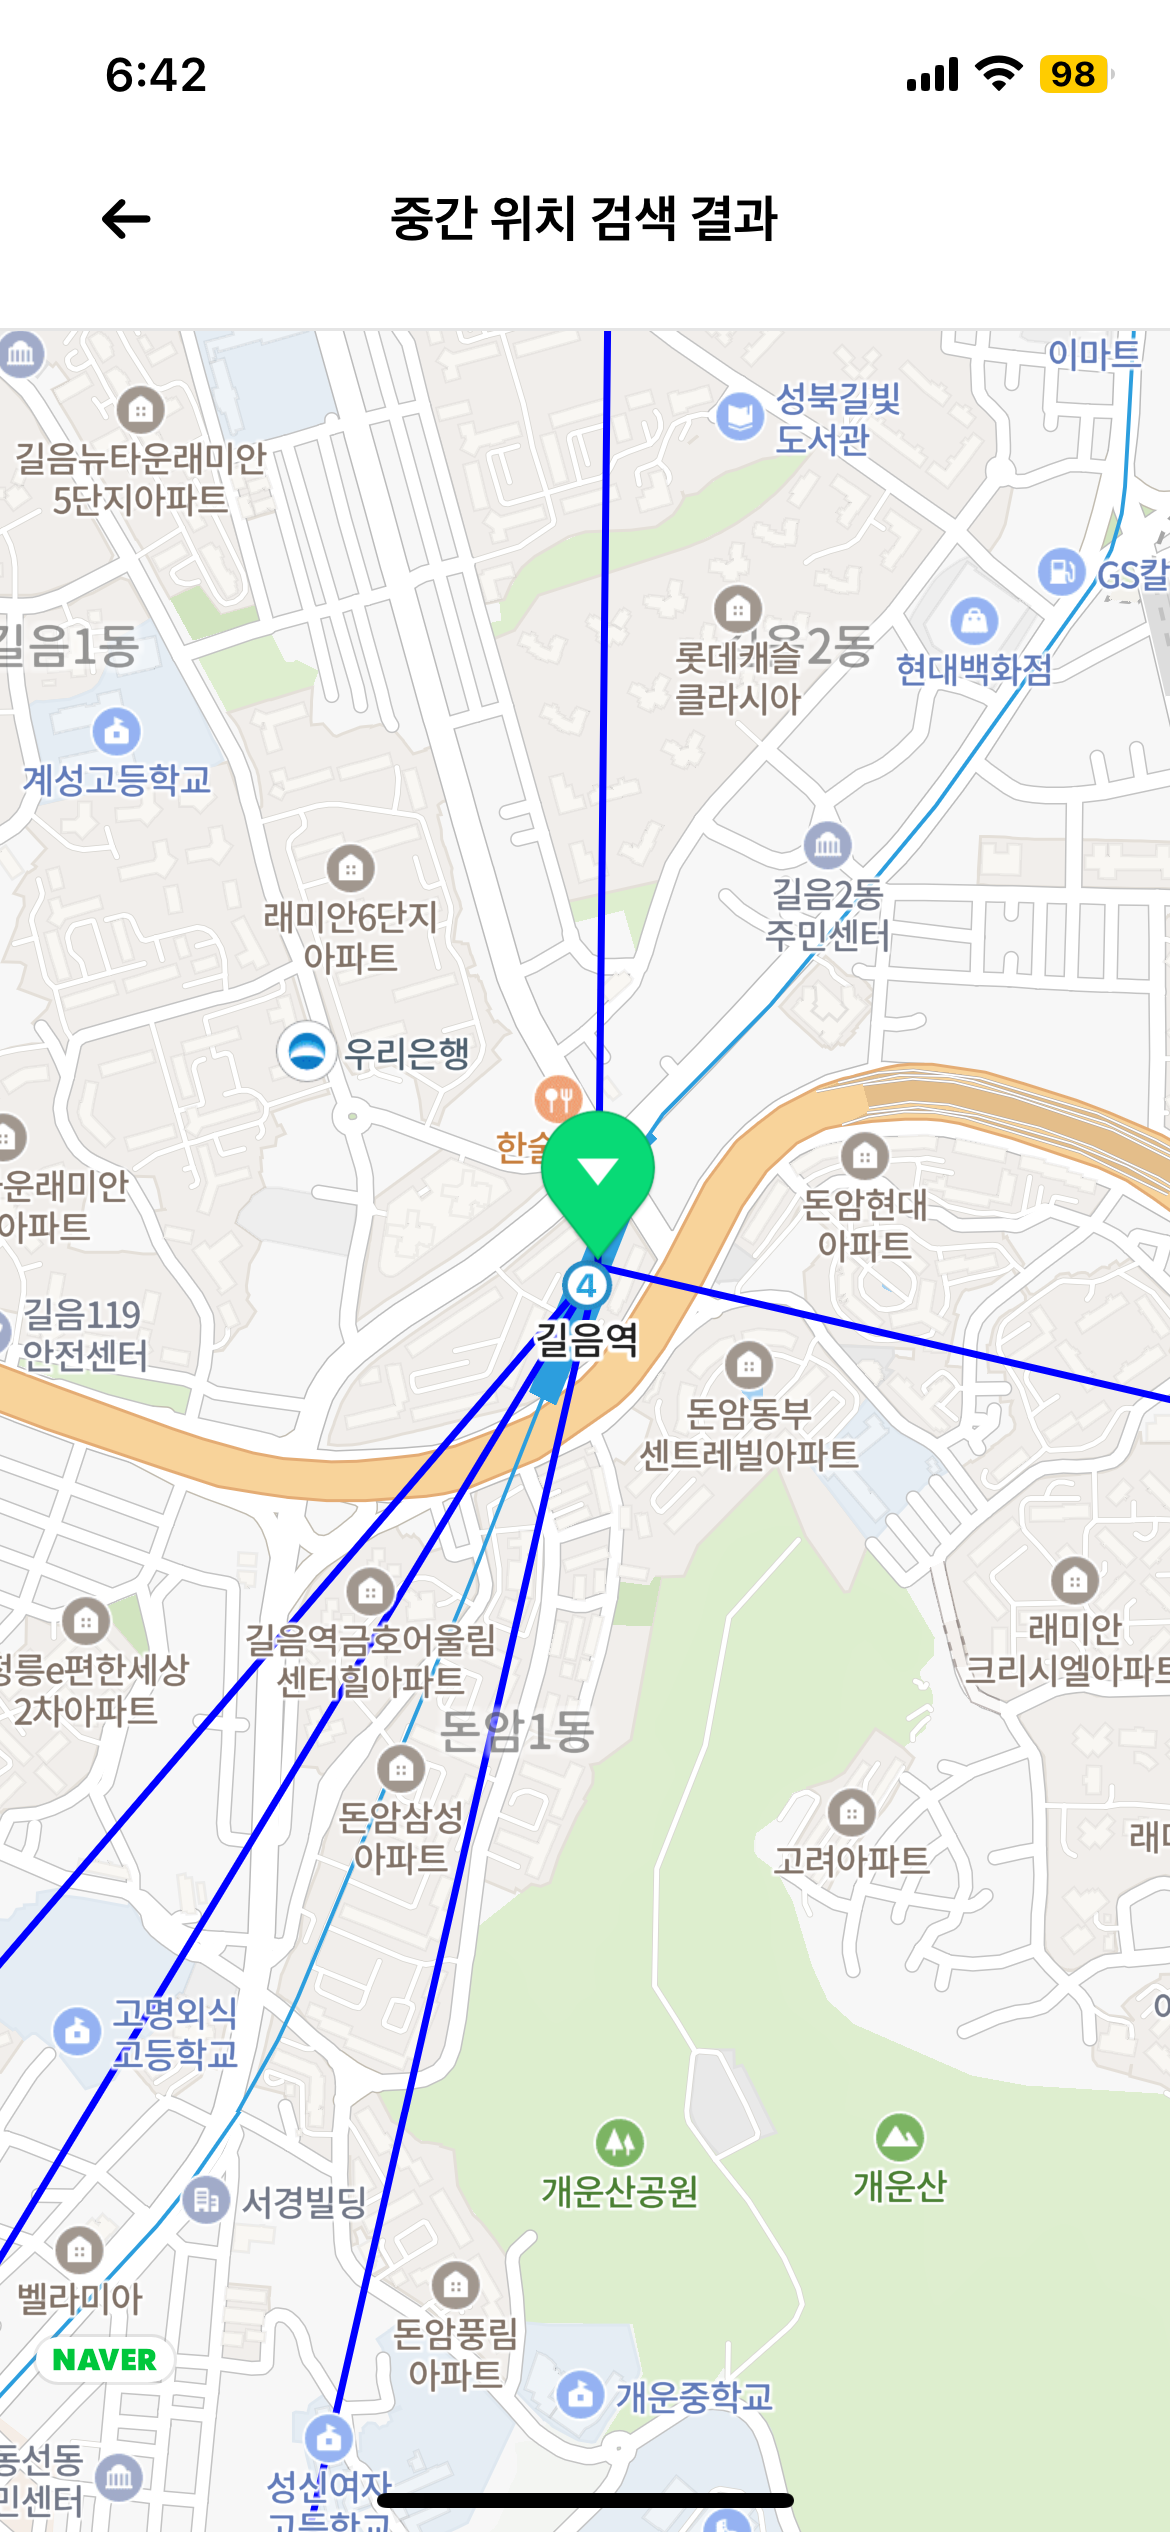 6:42
98
중간 위치 검색 결과
이마트
성북길빛
도서관
길음뉴타운래미안
5단지아파트
GS칼
길음1동
롯데캐슬
클라시아
음2동
현대백화점
계성고등학교
길음2동
주민센터
래미안6단지
아파트
우리은행
한술
운래미안
아파트
돈암현대
아파트
길음119
안전센터
4
길음역
돈암동부
센트레빌아파트
길음역금호어울림
센터힐아파트
래미안
크리시엘아파트
정릉e편한세상
2차아파트
돈암1동
돈암삼성
아파트
고려아파트
래미
고명외식
고등학교
개운산공원
개운산
서경빌딩
벨라미아
NAVER
돈암풍림
아파트
개운중학교
동선동
민센터
성신여자
고등학교